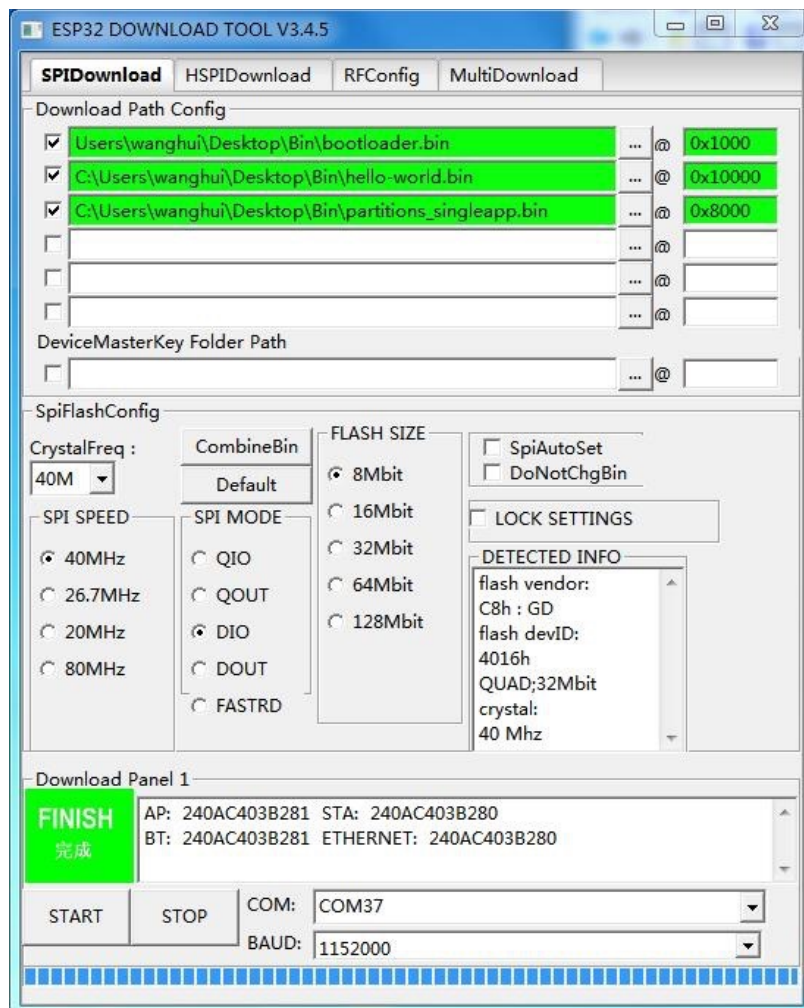 ESP32 DOWNLOAD TOOL V3.4.5
SPIDownload HSPIDownload RFConfig MultiDownload
Download Path Config
Users\wanghui\Desktop\Bin\bootloader.bin ... @ 0x1000
C:\Users\wanghui\Desktop\Bin\hello-world.bin ... @ 0x10000
C:\Users\wanghui\Desktop\Bin\partitions_singleapp.bin ... @ 0x8000
... @
... @
... @
DeviceMasterKey Folder Path
... @
SpiFlashConfig
CrystalFreq :
40M
CombineBin
Default
SPI SPEED
40MHz
26.7MHz
20MHz
80MHz
SPI MODE
QIO
QOUT
DIO
DOUT
FASTRD
FLASH SIZE
8Mbit
16Mbit
32Mbit
64Mbit
128Mbit
SpiAutoSet
DoNotChgBin
LOCK SETTINGS
DETECTED INFO
flash vendor:
C8h : GD
flash devID:
4016h
QUAD;32Mbit
crystal:
40 Mhz
Download Panel 1
FINISH
完成
AP: 240AC403B281 STA: 240AC403B280
BT: 240AC403B281 ETHERNET: 240AC403B280
START STOP
COM: COM37
BAUD: 1152000